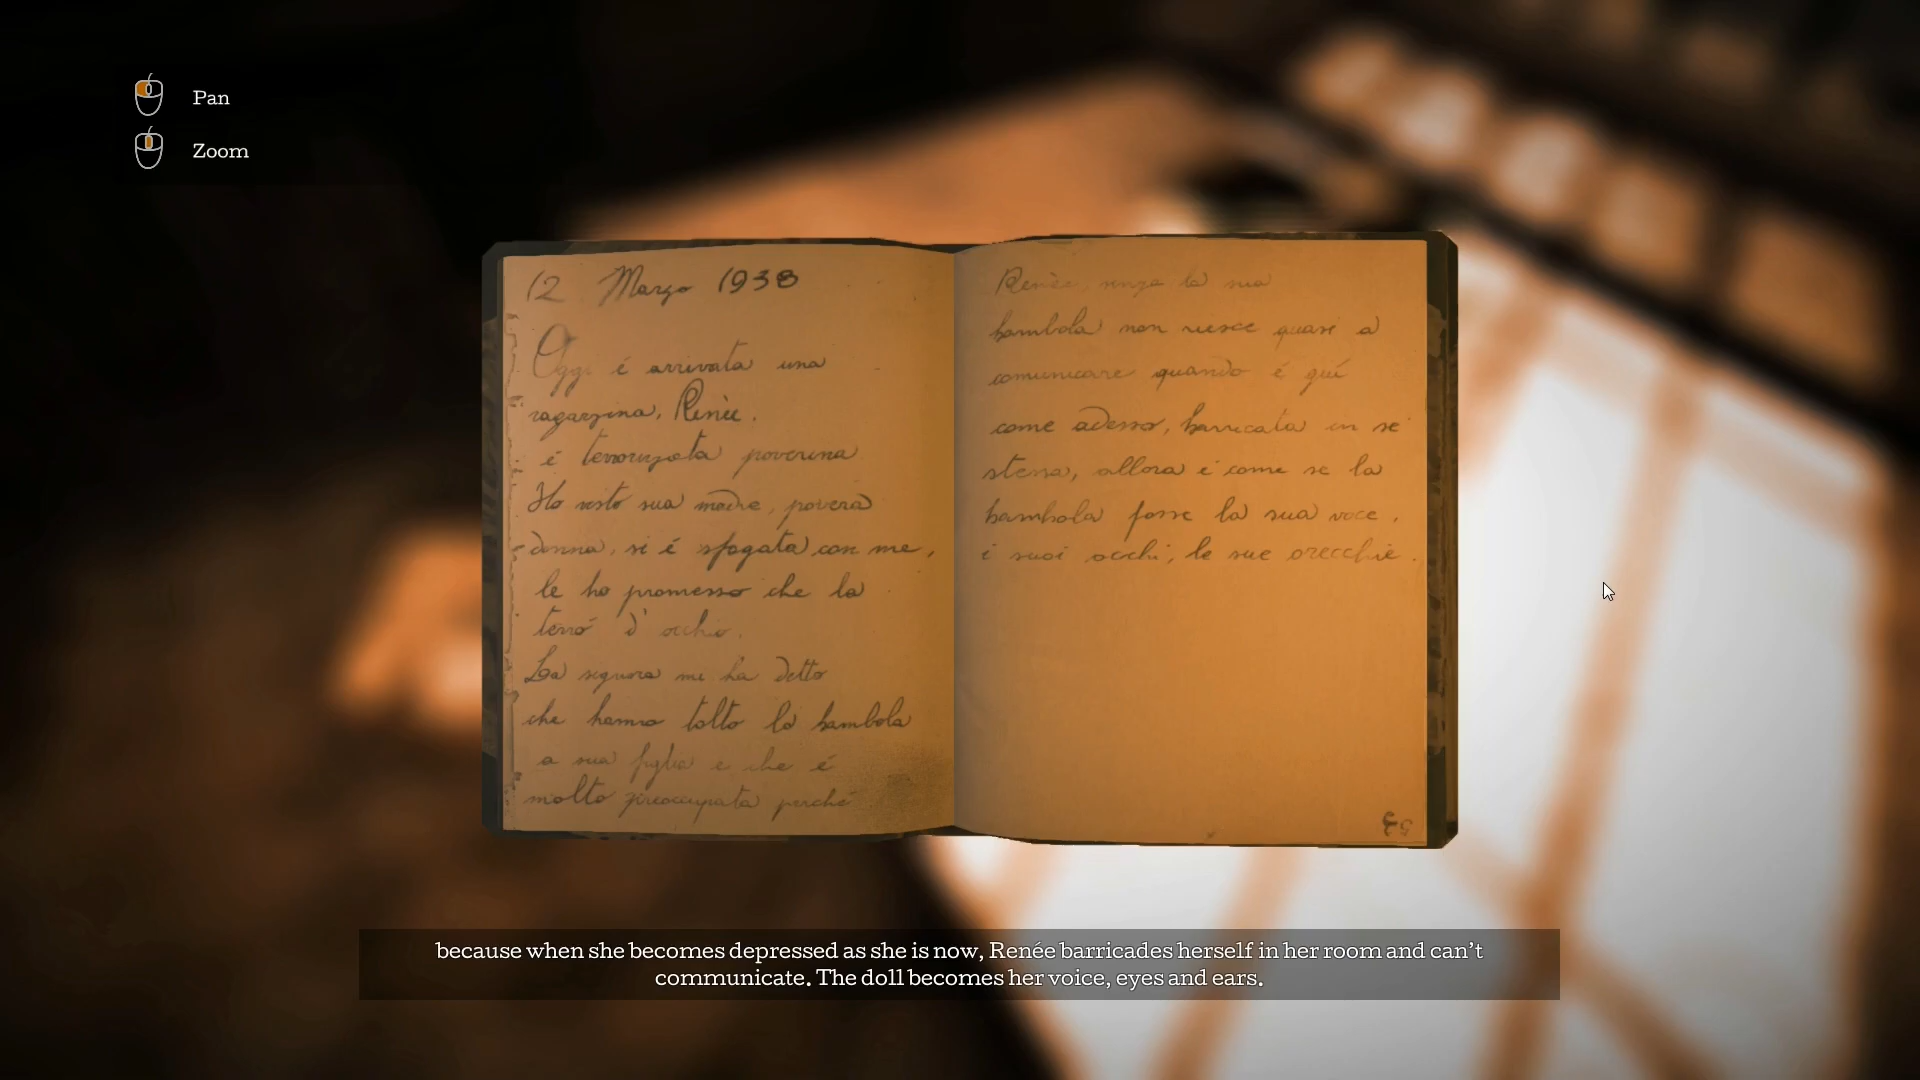 Pan
Zoom
12 Marzo 1938
Oggi é arrivata una
ragazzina, Renèe.
é terrorizzata poverina
Ho visto sua madre, povera
donna, si é sfogata con me,
le ho promesso che la
terró d'occhio.
La signora mi ha detto
che hanno tolto la bambola
a sua figlia e che é
molto preoccupata perché
Renèe, senza la sua
bambola non riesce quasi a
comunicare quando é giú
come adesso, barricata in se
stessa, allora é come se la
bambola fosse la sua voce,
i suoi occhi, le sue orecchie.
because when she becomes depressed as she is now, Renée barricades herself in her room and can't
communicate. The doll becomes her voice, eyes and ears.